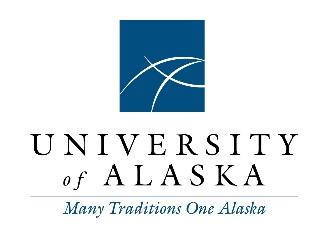 UNIVERSITY
of ALASKA
Many Traditions One Alaska